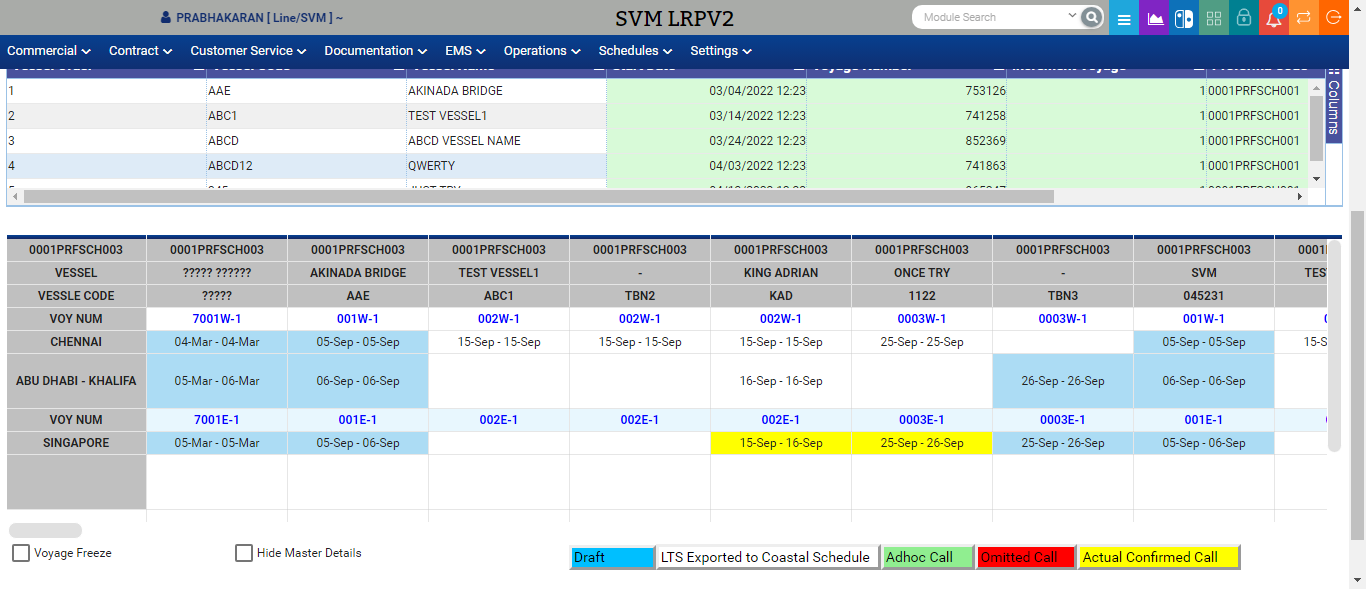 PRABHAKARAN [ Line/SVM ] ~ SVM LRPV2 Module Search 0
Commercial Contract Customer Service Documentation EMS Operations Schedules Settings
1 AAE AKINADA BRIDGE 03/04/2022 12:23 753126 1 0001PRFSCH001
2 ABC1 TEST VESSEL1 03/14/2022 12:23 741258 1 0001PRFSCH001
3 ABCD ABCD VESSEL NAME 03/24/2022 12:23 852369 1 0001PRFSCH001
4 ABCD12 QWERTY 04/03/2022 12:23 741863 1 0001PRFSCH001
Columns
0001PRFSCH003 0001PRFSCH003 0001PRFSCH003 0001PRFSCH003 0001PRFSCH003 0001PRFSCH003 0001PRFSCH003 0001PRFSCH003 0001PRFSCH003
VESSEL ????? ?????? AKINADA BRIDGE TEST VESSEL1 - KING ADRIAN ONCE TRY - SVM
VESSLE CODE ????? AAE ABC1 TBN2 KAD 1122 TBN3 045231
VOY NUM 7001W-1 001W-1 002W-1 002W-1 002W-1 0003W-1 0003W-1 001W-1
CHENNAI 04-Mar - 04-Mar 05-Sep - 05-Sep 15-Sep - 15-Sep 15-Sep - 15-Sep 15-Sep - 15-Sep 25-Sep - 25-Sep 05-Sep - 05-Sep 15-S
ABU DHABI - KHALIFA 05-Mar - 06-Mar 06-Sep - 06-Sep 16-Sep - 16-Sep 26-Sep - 26-Sep 06-Sep - 06-Sep
VOY NUM 7001E-1 001E-1 002E-1 002E-1 002E-1 0003E-1 0003E-1 001E-1
SINGAPORE 05-Mar - 05-Mar 05-Sep - 06-Sep 15-Sep - 16-Sep 25-Sep - 26-Sep 25-Sep - 26-Sep 05-Sep - 06-Sep
Voyage Freeze Hide Master Details Draft LTS Exported to Coastal Schedule Adhoc Call Omitted Call Actual Confirmed Call